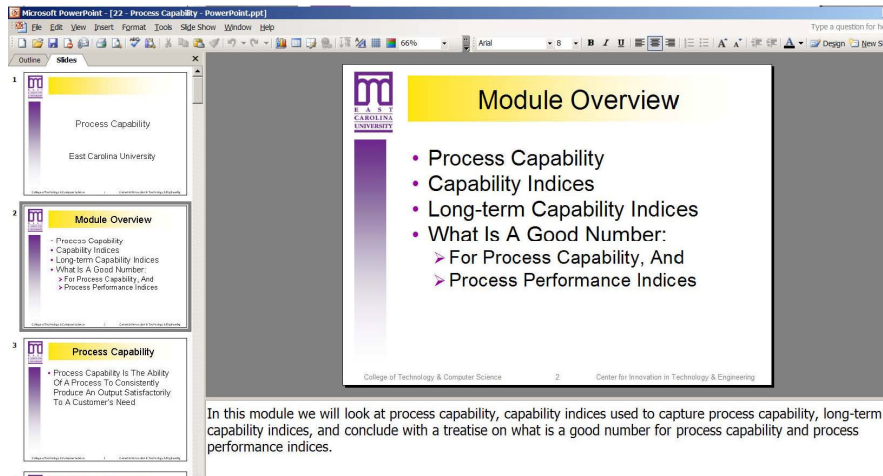 Microsoft PowerPoint - [22 - Process Capability - PowerPoint.ppt]
File Edit View Insert Format Tools Slide Show Window Help
Type a question for he
66%
Arial
8
B I U
A A
A
Design
New S
Outline Slides
1
Process Capability
East Carolina University
2
Module Overview
• Process Capability
• Capability Indices
• Long-term Capability Indices
• What Is A Good Number:
➢ For Process Capability, And
➢ Process Performance Indices
3
Process Capability
• Process Capability Is The Ability
Of A Process To Consistently
Produce An Output Satisfactorily
To A Customer's Need
EAST
CAROLINA
UNIVERSITY
Module Overview
• Process Capability
• Capability Indices
• Long-term Capability Indices
• What Is A Good Number:
➢ For Process Capability, And
➢ Process Performance Indices
College of Technology & Computer Science 2 Center for Innovation in Technology & Engineering
In this module we will look at process capability, capability indices used to capture process capability, long-term
capability indices, and conclude with a treatise on what is a good number for process capability and process
performance indices.